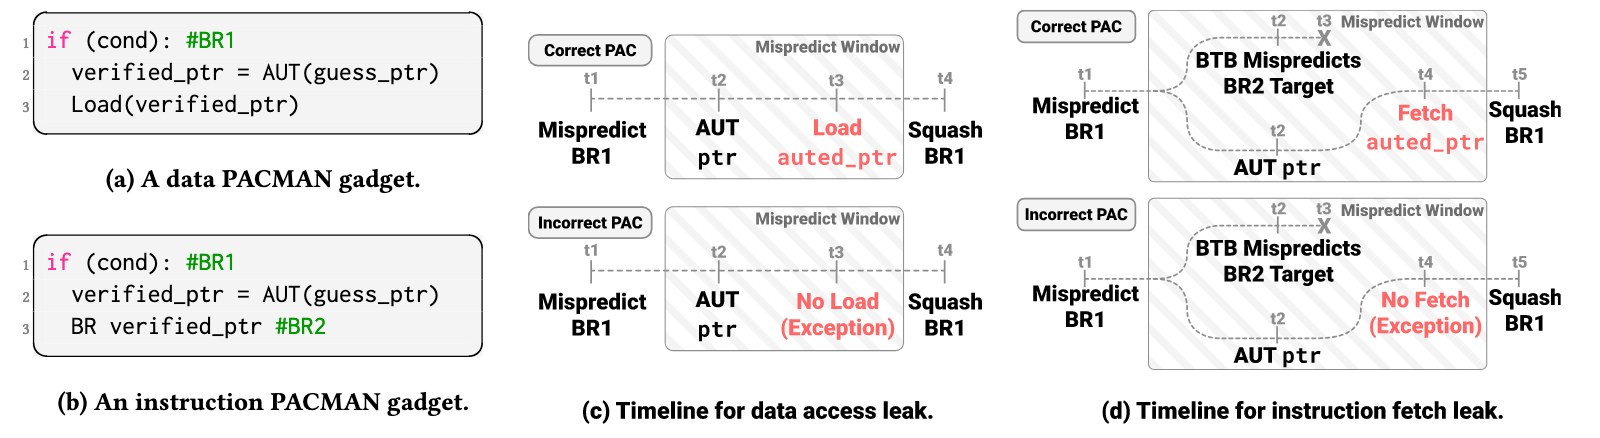 1 if (cond): #BR1
2 verified_ptr = AUT(guess_ptr)
3 Load(verified_ptr)
(a) A data PACMAN gadget.
1 if (cond): #BR1
2 verified_ptr = AUT(guess_ptr)
3 BR verified_ptr #BR2
(b) An instruction PACMAN gadget.
Correct PAC
Mispredict Window
t1 t2 t3 t4
Mispredict
BR1
AUT
ptr
Load
auted_ptr
Squash
BR1
Incorrect PAC
Mispredict Window
t1 t2 t3 t4
Mispredict
BR1
AUT
ptr
No Load
(Exception)
Squash
BR1
(c) Timeline for data access leak.
Correct PAC
t2 t3 Mispredict Window
X
BTB Mispredicts
BR2 Target
t1
Mispredict
BR1
t2
AUT ptr
t4
Fetch
auted_ptr
t5
Squash
BR1
Incorrect PAC
t2 t3 Mispredict Window
X
BTB Mispredicts
BR2 Target
t1
Mispredict
BR1
t2
AUT ptr
t4
No Fetch
(Exception)
t5
Squash
BR1
(d) Timeline for instruction fetch leak.